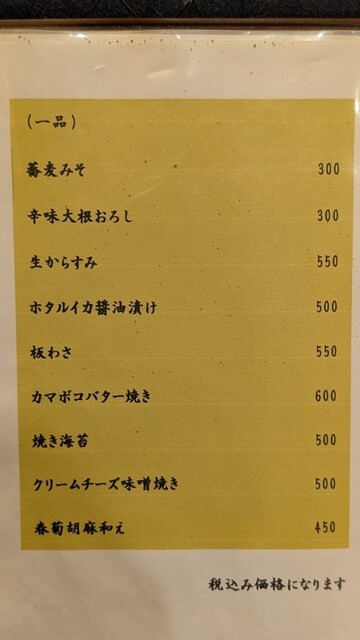 (一品)
蕎麦みそ 300
辛味大根おろし 300
生からすみ 550
ホタルイカ醤油漬け 500
板わさ 550
カマボコバター焼き 600
焼き海苔 500
クリームチーズ味噌焼き 500
春菊胡麻和え 450
税込み価格になります